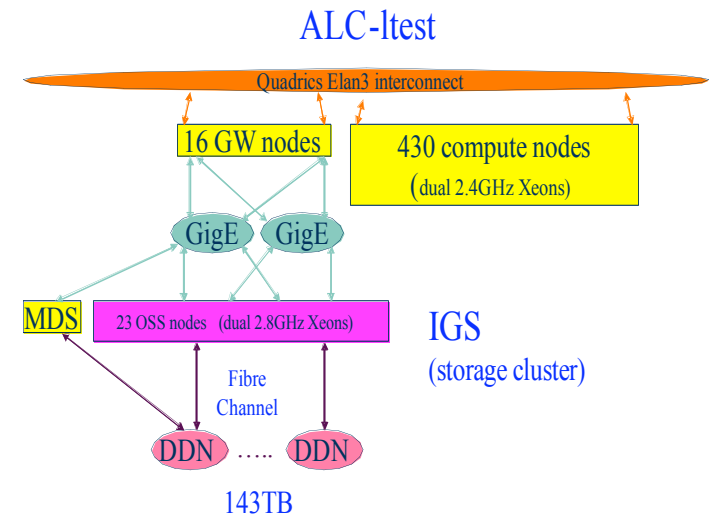 ALC-ltest
Quadrics Elan3 interconnect
16 GW nodes
430 compute nodes
(dual 2.4GHz Xeons)
GigE
GigE
MDS
23 OSS nodes (dual 2.8GHz Xeons)
IGS
(storage cluster)
Fibre
Channel
DDN ..... DDN
143TB